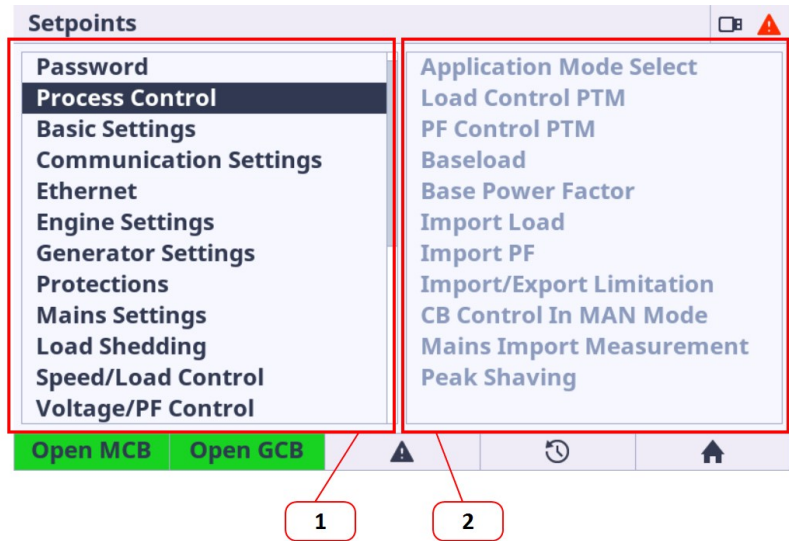 Setpoints
Password
Process Control
Basic Settings
Communication Settings
Ethernet
Engine Settings
Generator Settings
Protections
Mains Settings
Load Shedding
Speed/Load Control
Voltage/PF Control
Application Mode Select
Load Control PTM
PF Control PTM
Baseload
Base Power Factor
Import Load
Import PF
Import/Export Limitation
CB Control In MAN Mode
Mains Import Measurement
Peak Shaving
Open MCB Open GCB
1 2